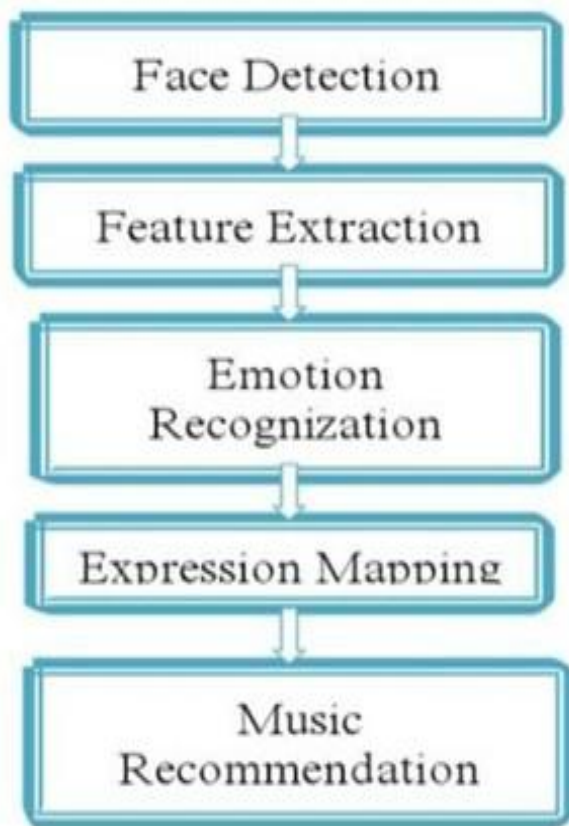 Face Detection
Feature Extraction
Emotion
Recognization
Expression Mapping
Music
Recommendation